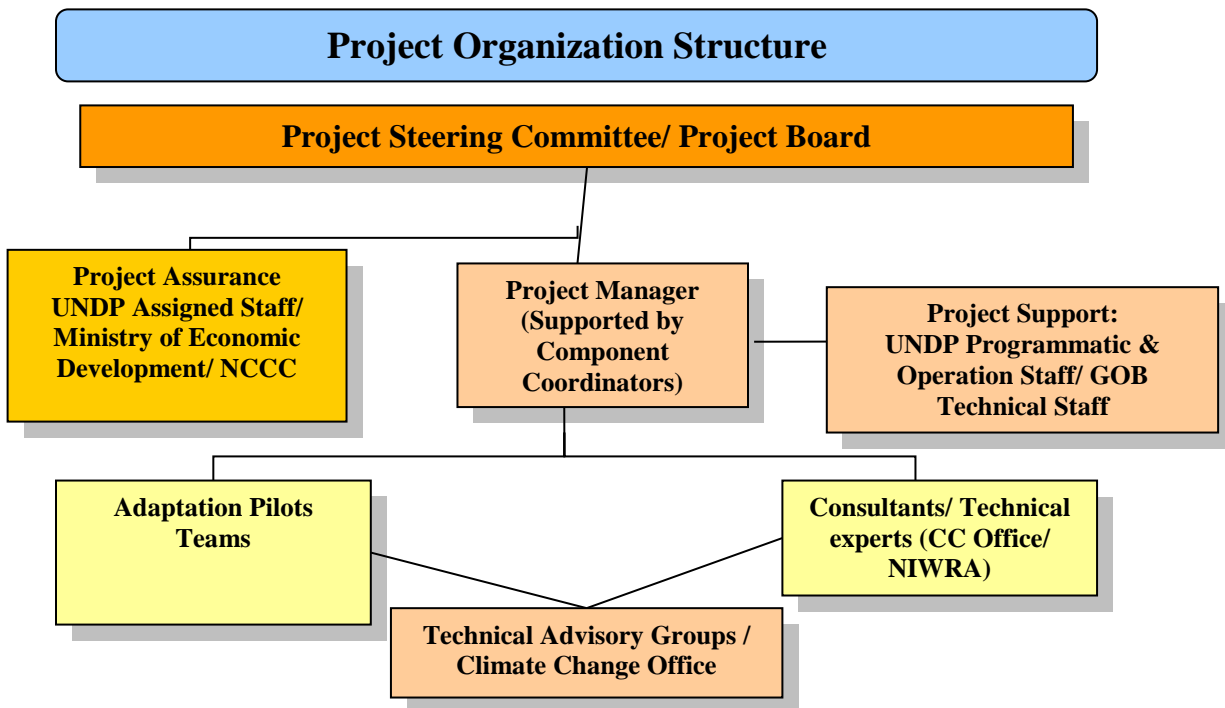 Project Organization Structure
Project Steering Committee/ Project Board
Project Assurance
UNDP Assigned Staff/
Ministry of Economic
Development/ NCCC
Project Manager
(Supported by
Component
Coordinators)
Project Support:
UNDP Programmatic &
Operation Staff/ GOB
Technical Staff
Adaptation Pilots
Teams
Consultants/ Technical
experts (CC Office/
NIWRA)
Technical Advisory Groups /
Climate Change Office